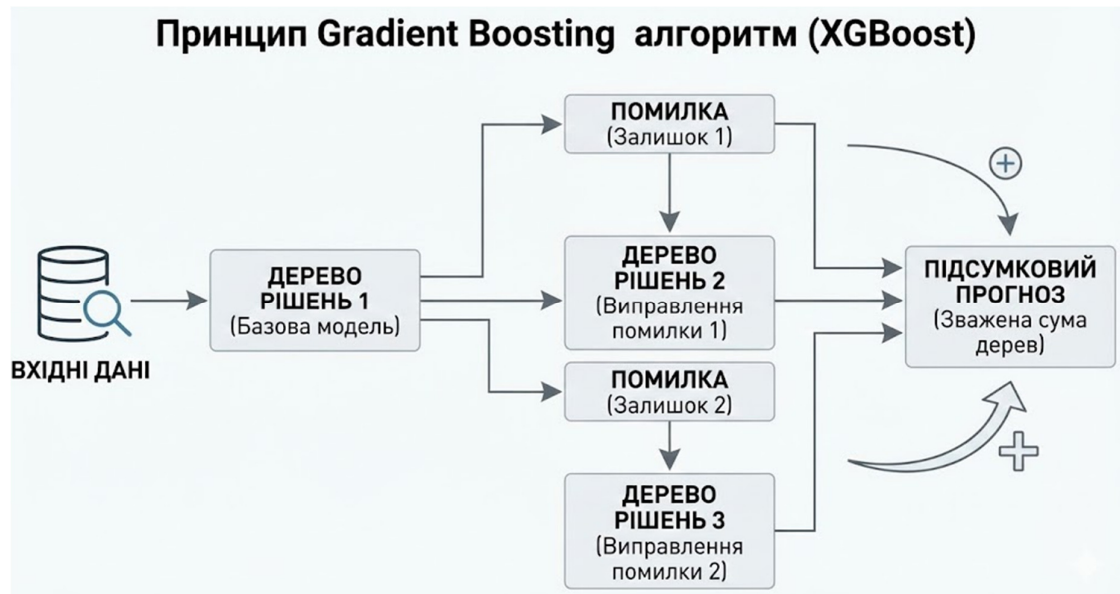 Принцип Gradient Boosting алгоритм (XGBoost)
ВХІДНІ ДАНІ
ДЕРЕВО
РІШЕНЬ 1
(Базова модель)
ПОМИЛКА
(Залишок 1)
ДЕРЕВО
РІШЕНЬ 2
(Виправлення
помилки 1)
ПОМИЛКА
(Залишок 2)
ДЕРЕВО
РІШЕНЬ 3
(Виправлення
помилки 2)
ПІДСУМКОВИЙ
ПРОГНОЗ
(Зважена сума
дерев)